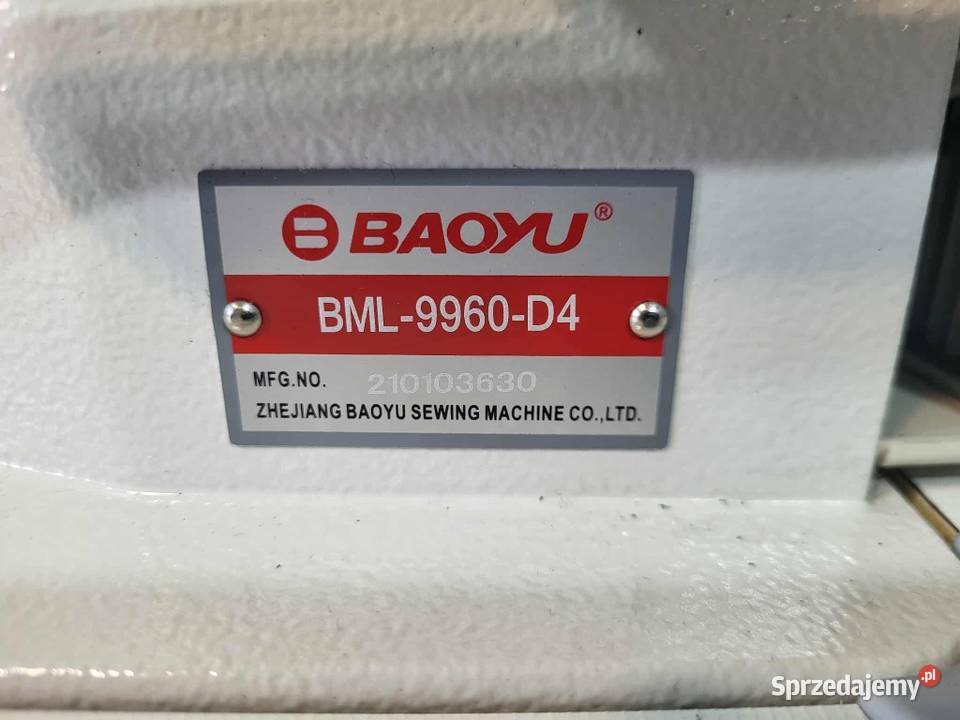 BAOYU®
BML-9960-D4
MFG.NO. 210103630
ZHEJIANG BAOYU SEWING MACHINE CO.,LTD.
Sprzedajemy.pl